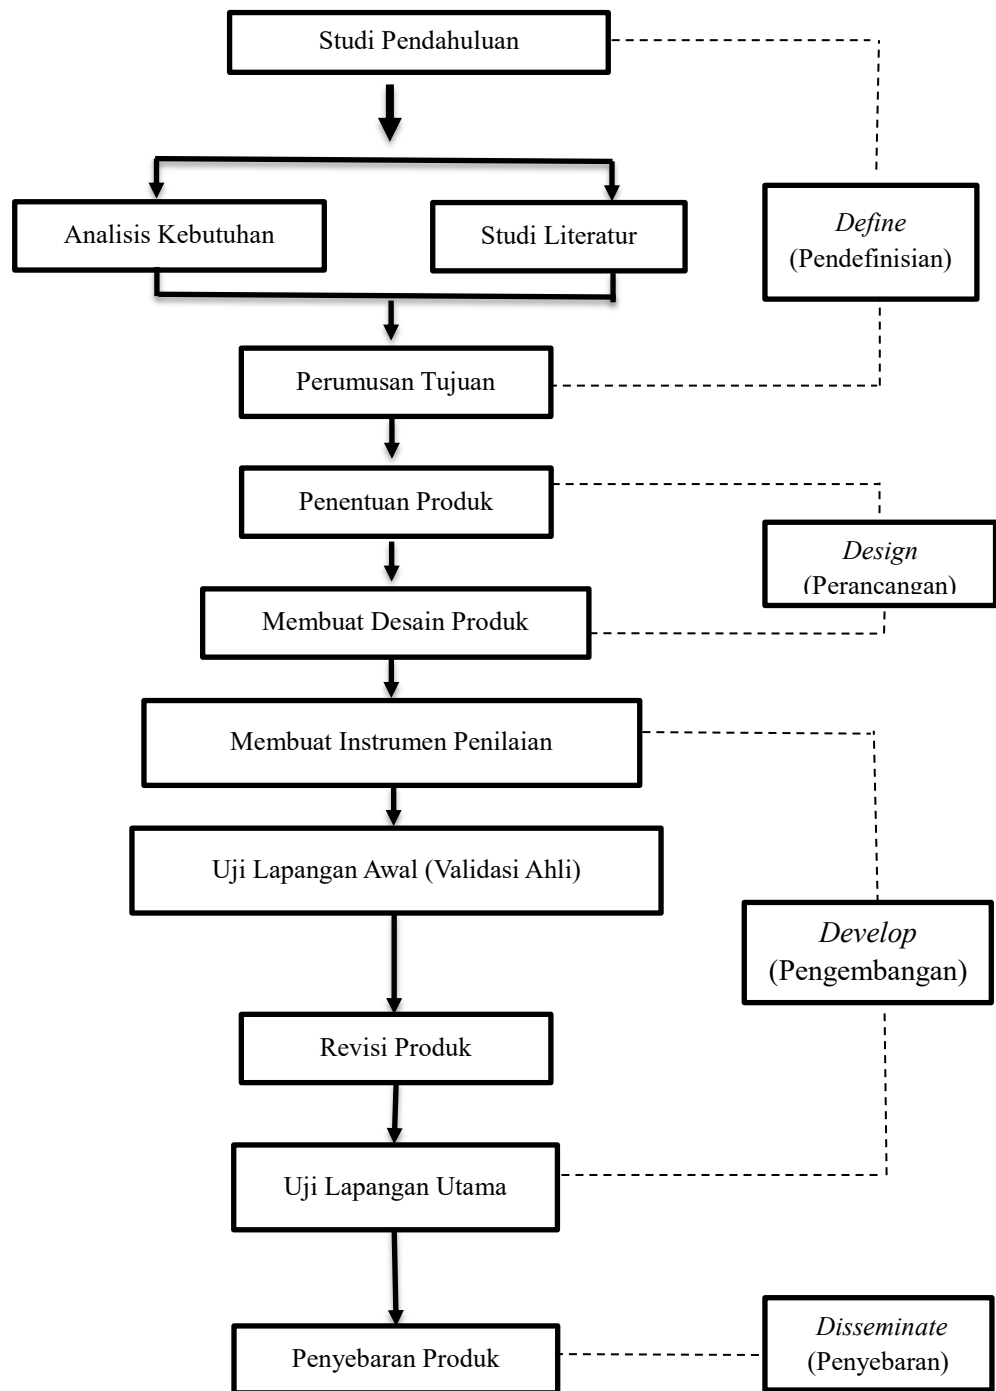 Studi Pendahuluan
Analisis Kebutuhan
Studi Literatur
Define
(Pendefinisian)
Perumusan Tujuan
Penentuan Produk
Design
(Perancangan)
Membuat Desain Produk
Membuat Instrumen Penilaian
Uji Lapangan Awal (Validasi Ahli)
Develop
(Pengembangan)
Revisi Produk
Uji Lapangan Utama
Penyebaran Produk
Disseminate
(Penyebaran)